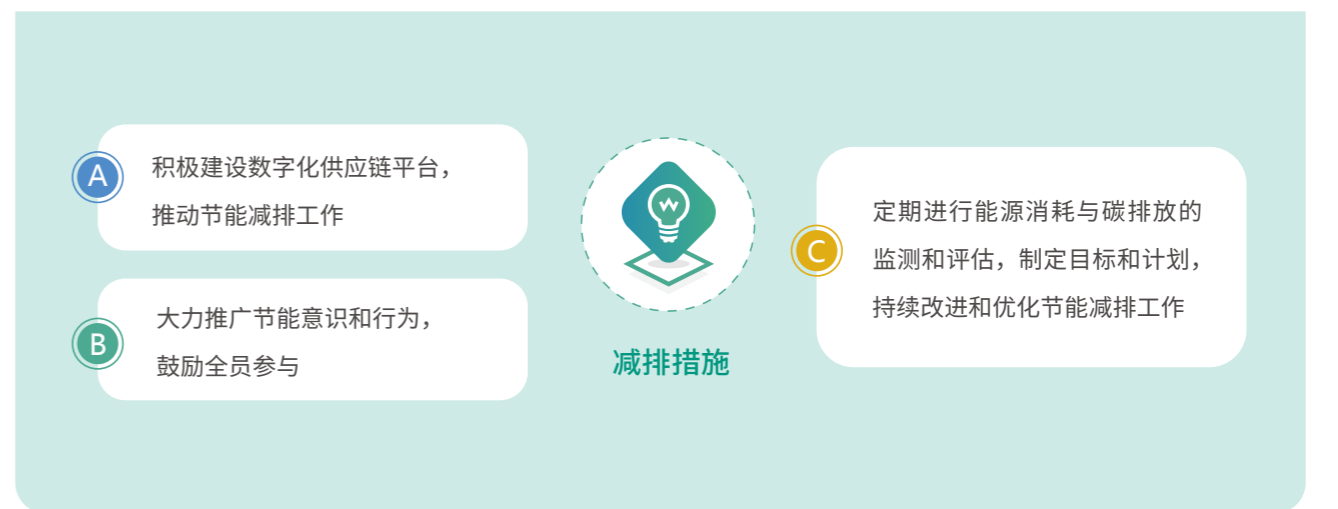 A
积极建设数字化供应链平台，
推动节能减排工作
B
大力推广节能意识和行为，
鼓励全员参与
减排措施
C
定期进行能源消耗与碳排放的
监测和评估，制定目标和计划，
持续改进和优化节能减排工作